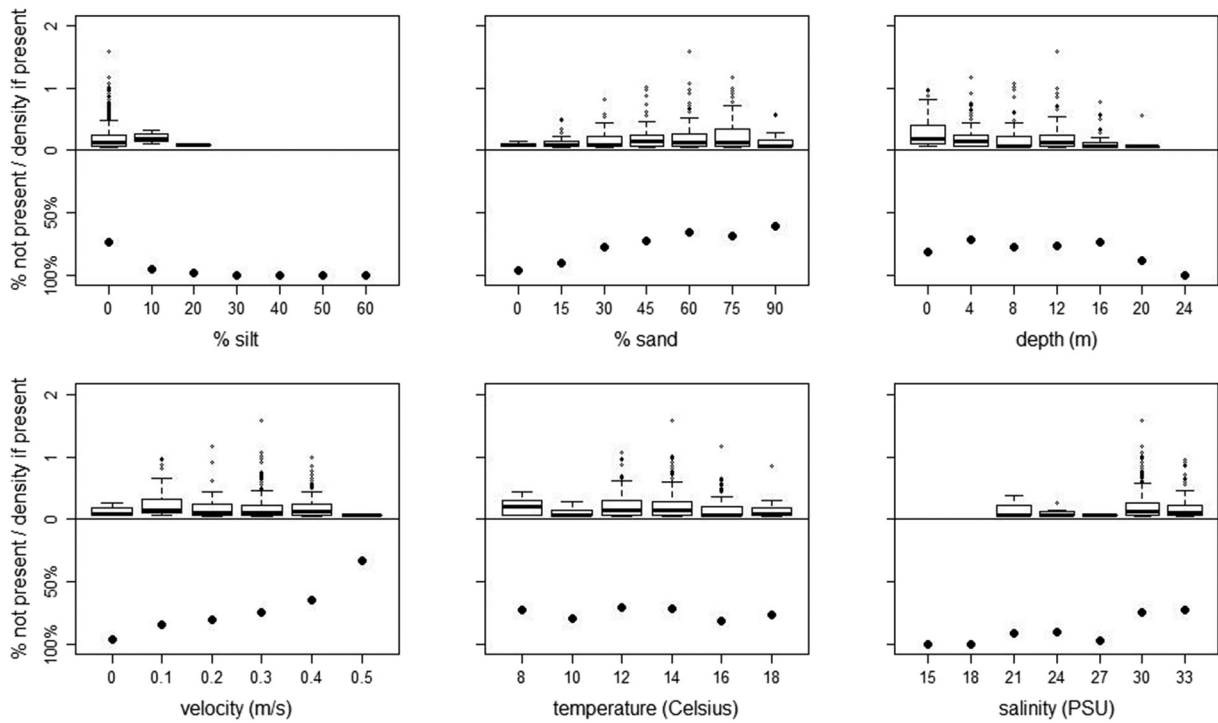 % not present / density if present
2
1
0
50%
100%
0 10 20 30 40 50 60
% silt
0 15 30 45 60 75 90
% sand
0 4 8 12 16 20 24
depth (m)
% not present / density if present
2
1
0
50%
100%
0 0.1 0.2 0.3 0.4 0.5
velocity (m/s)
8 10 12 14 16 18
temperature (Celsius)
15 18 21 24 27 30 33
salinity (PSU)